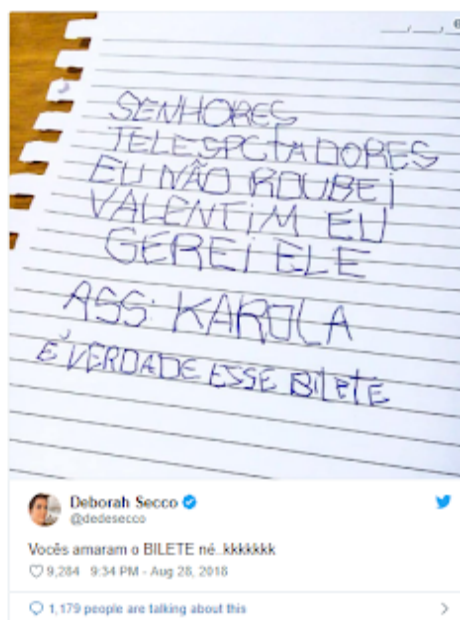 SENHORES
TELESPCTADORES
EU NÃO ROUBEI
VALENTIM EU
GEREI ELE
ASS: KAROLA
É VERDADE ESSE BILETE
Deborah Secco
@dedesecco
Vocês amaram o BILETE né..kkkkkkk
9,284 9:34 PM - Aug 28, 2018
1,179 people are talking about this